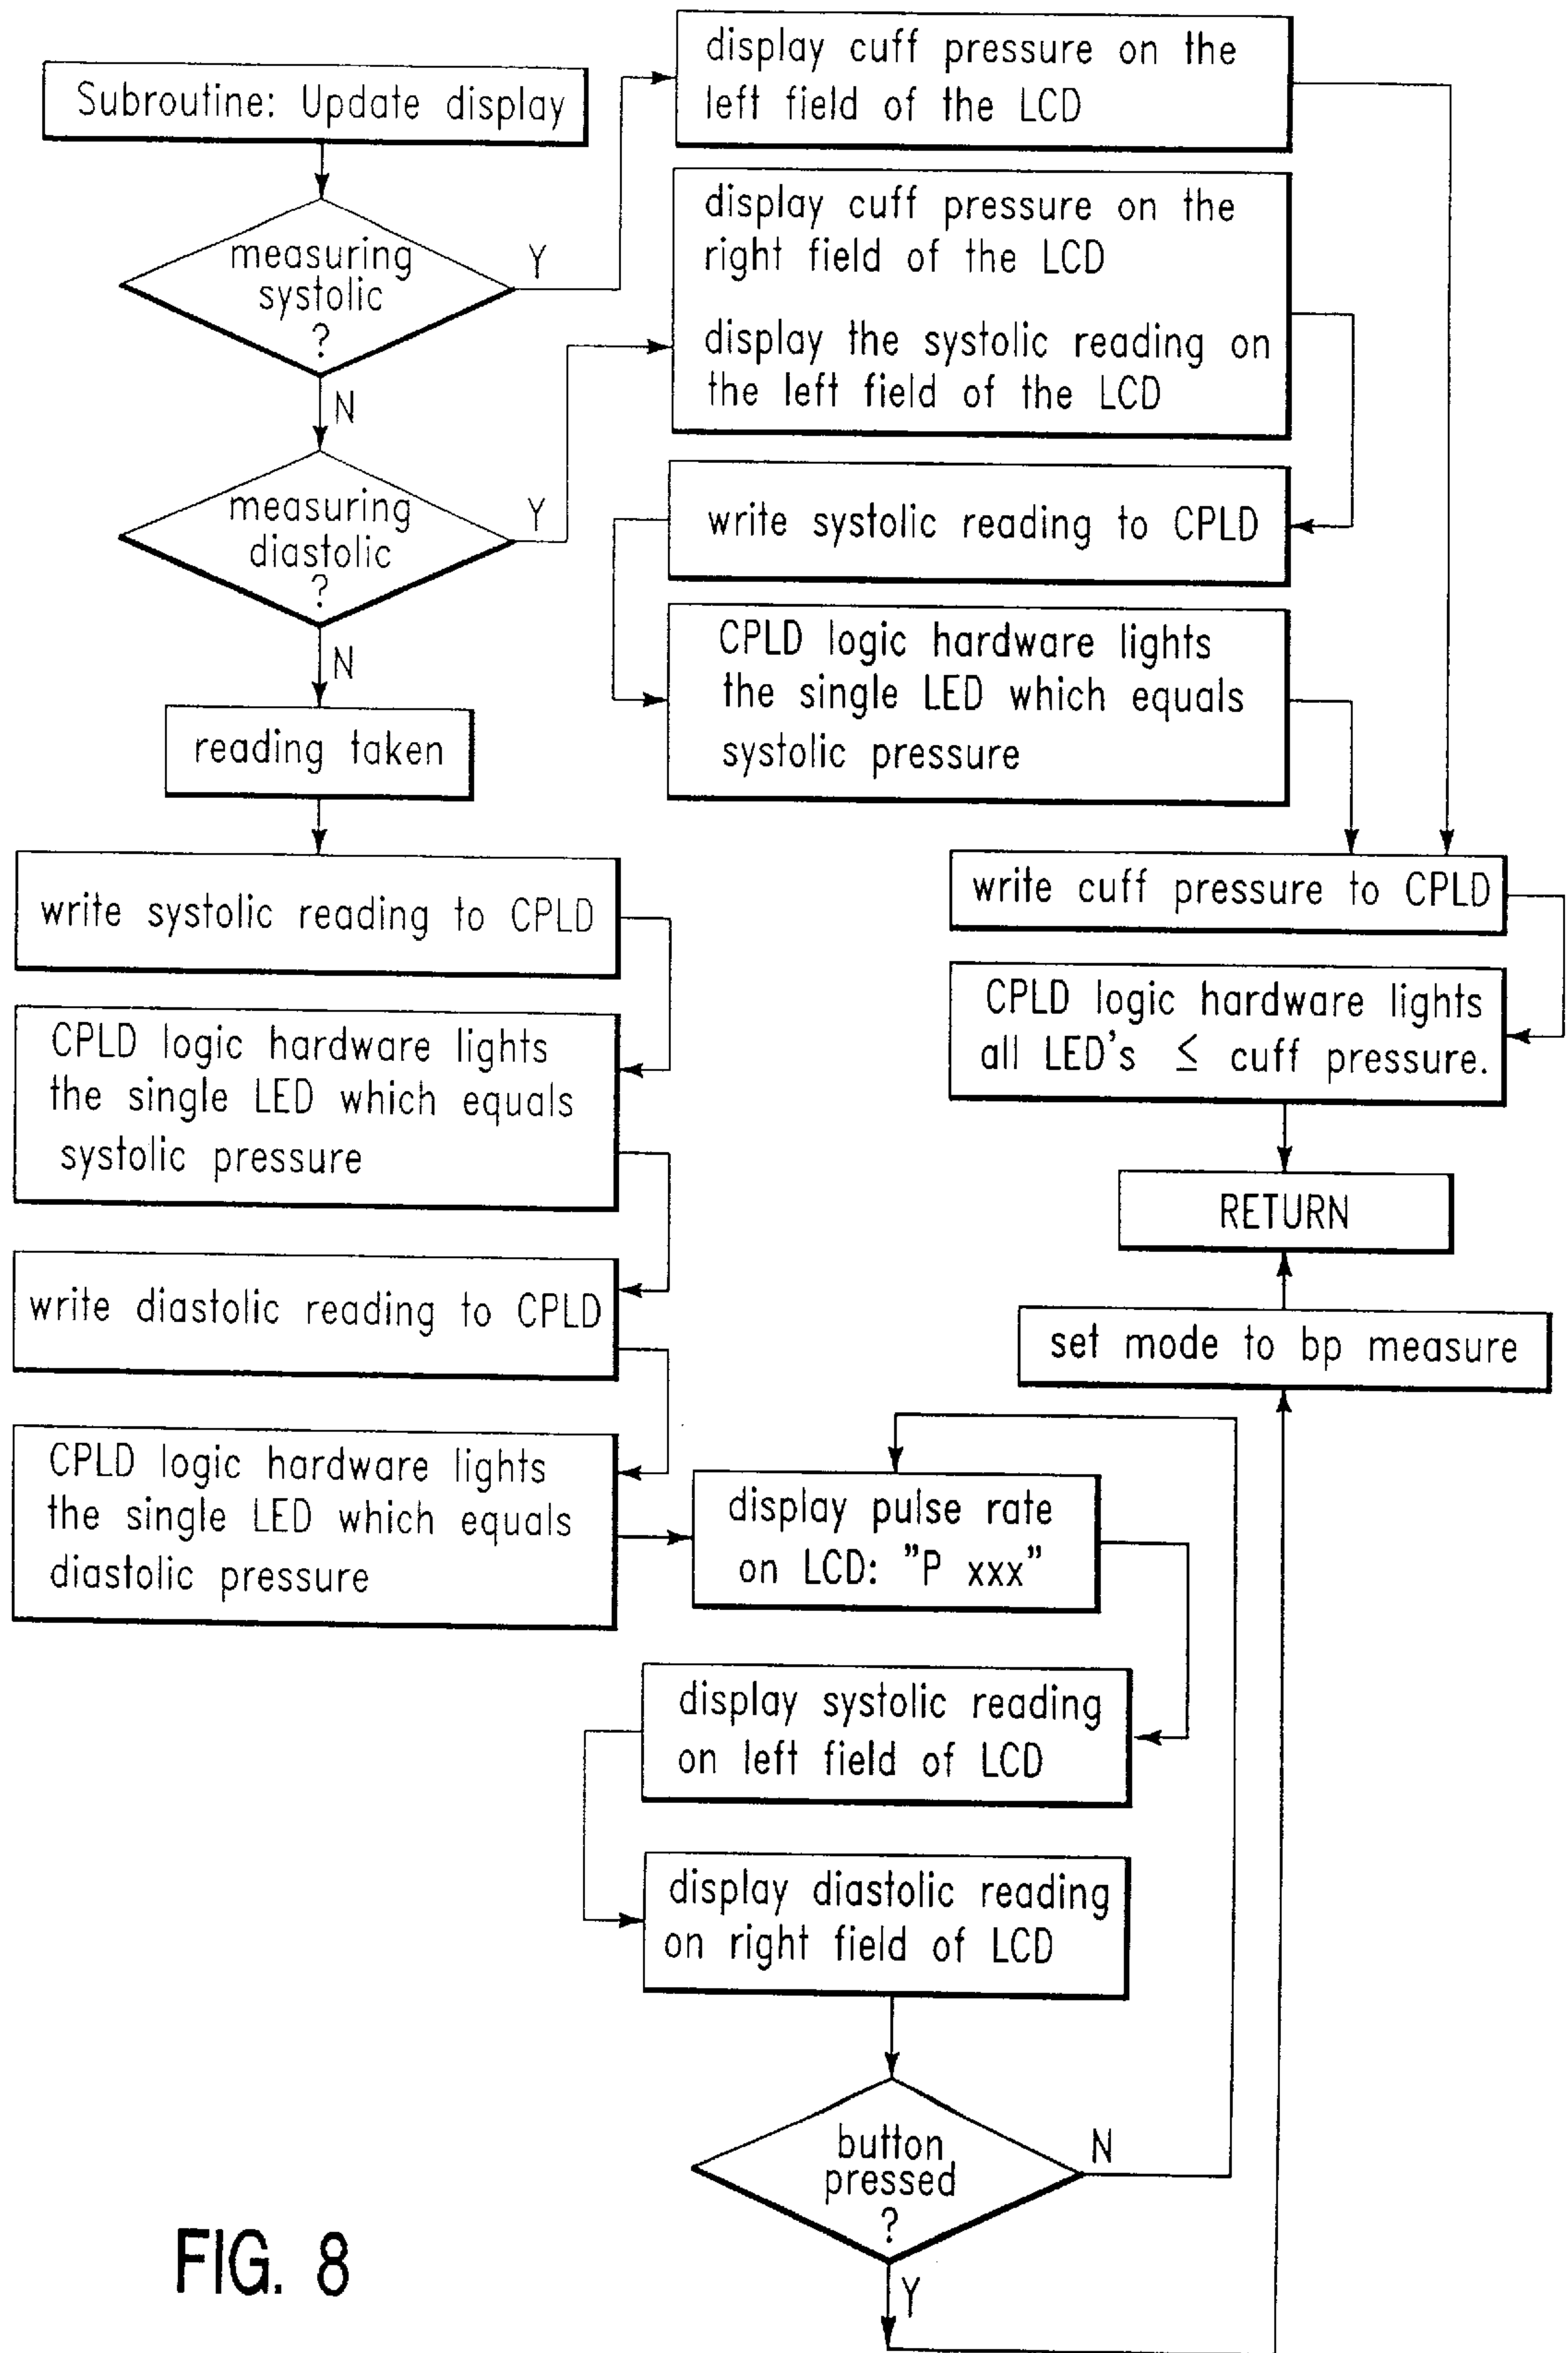 Subroutine: Update display
measuring
systolic
?
Y
N
measuring
diastolic
?
Y
N
reading taken
write systolic reading to CPLD
CPLD logic hardware lights
the single LED which equals
systolic pressure
write diastolic reading to CPLD
CPLD logic hardware lights
the single LED which equals
diastolic pressure
display cuff pressure on the
left field of the LCD
display cuff pressure on the
right field of the LCD
display the systolic reading on
the left field of the LCD
write systolic reading to CPLD
CPLD logic hardware lights
the single LED which equals
systolic pressure
write cuff pressure to CPLD
CPLD logic hardware lights
all LED's ≤ cuff pressure.
RETURN
set mode to bp measure
display pulse rate
on LCD: "P xxx"
display systolic reading
on left field of LCD
display diastolic reading
on right field of LCD
button
pressed
?
N
Y
FIG. 8